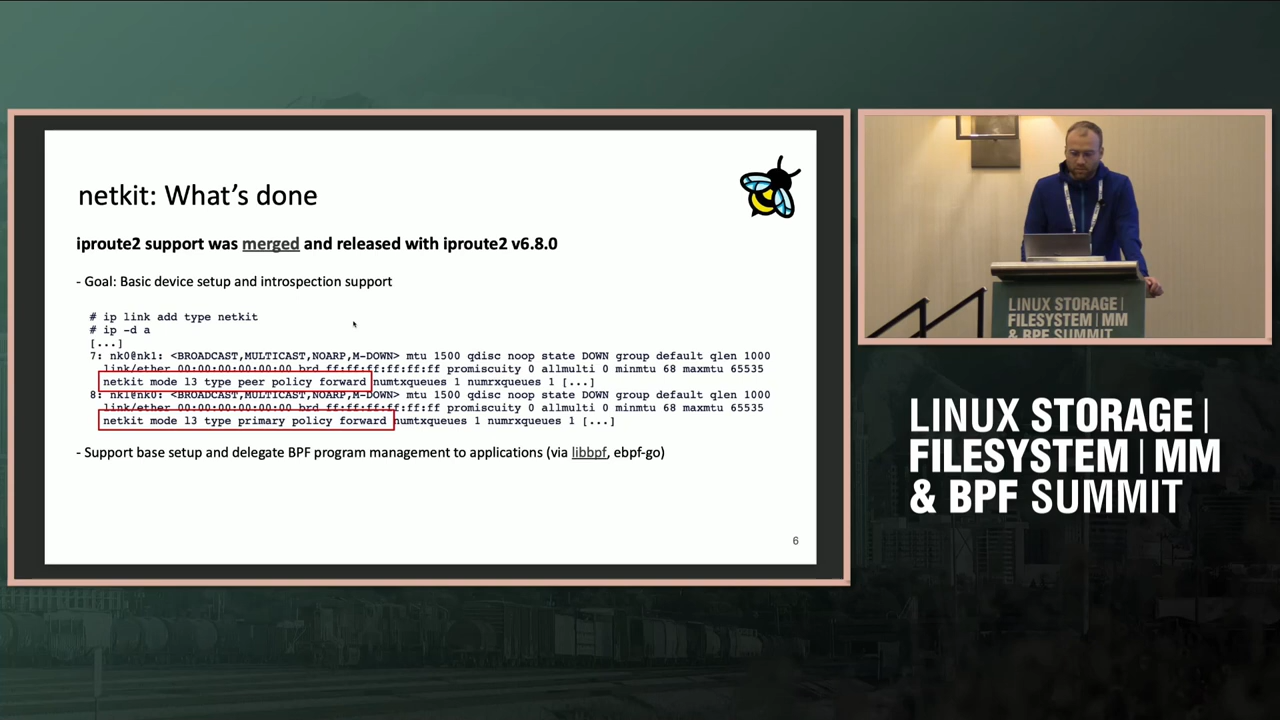 netkit: What's done
iproute2 support was merged and released with iproute2 v6.8.0
- Goal: Basic device setup and introspection support
# ip link add type netkit
# ip -d a
[...]
7: nk0@nk1: <BROADCAST,MULTICAST,NOARP,M-DOWN> mtu 1500 qdisc noop state DOWN group default qlen 1000
link/ether 00:00:00:00:00:00 brd ff:ff:ff:ff:ff:ff promiscuity 0 allmulti 0 minmtu 68 maxmtu 65535
netkit mode l3 type peer policy forward numtxqueues 1 numrxqueues 1 [...]
8: nk1@nk0: <BROADCAST,MULTICAST,NOARP,M-DOWN> mtu 1500 qdisc noop state DOWN group default qlen 1000
link/ether 00:00:00:00:00:00 brd ff:ff:ff:ff:ff:ff promiscuity 0 allmulti 0 minmtu 68 maxmtu 65535
netkit mode l3 type primary policy forward numtxqueues 1 numrxqueues 1 [...]
- Support base setup and delegate BPF program management to applications (via libbpf, ebpf-go)
6
LINUX STORAGE |
FILESYSTEM | MM
& BPF SUMMIT
LINUX STORAGE |
FILESYSTEM | MM
& BPF SUMMIT